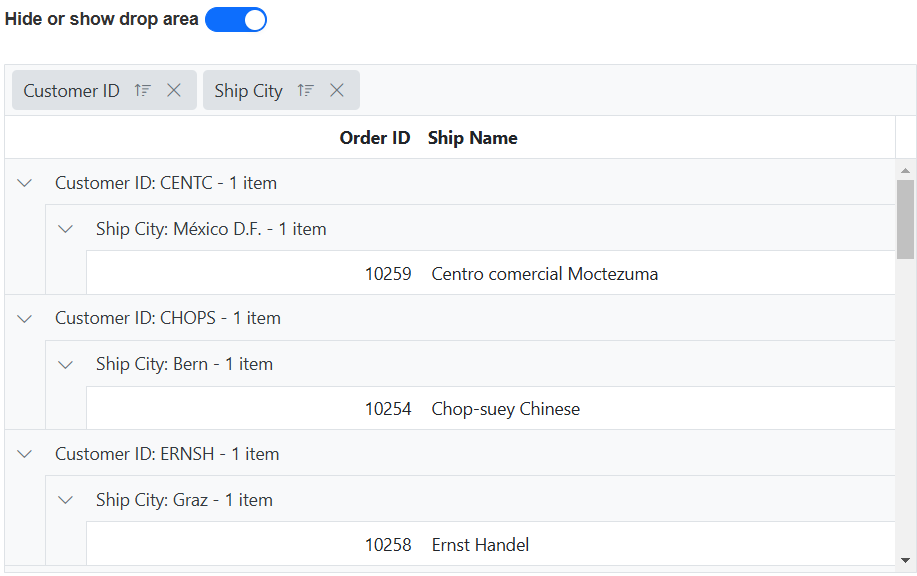 Hide or show drop area
Customer ID Ship City
Order ID Ship Name
Customer ID: CENTC - 1 item
Ship City: México D.F. - 1 item
10259 Centro comercial Moctezuma
Customer ID: CHOPS - 1 item
Ship City: Bern - 1 item
10254 Chop-suey Chinese
Customer ID: ERNSH - 1 item
Ship City: Graz - 1 item
10258 Ernst Handel